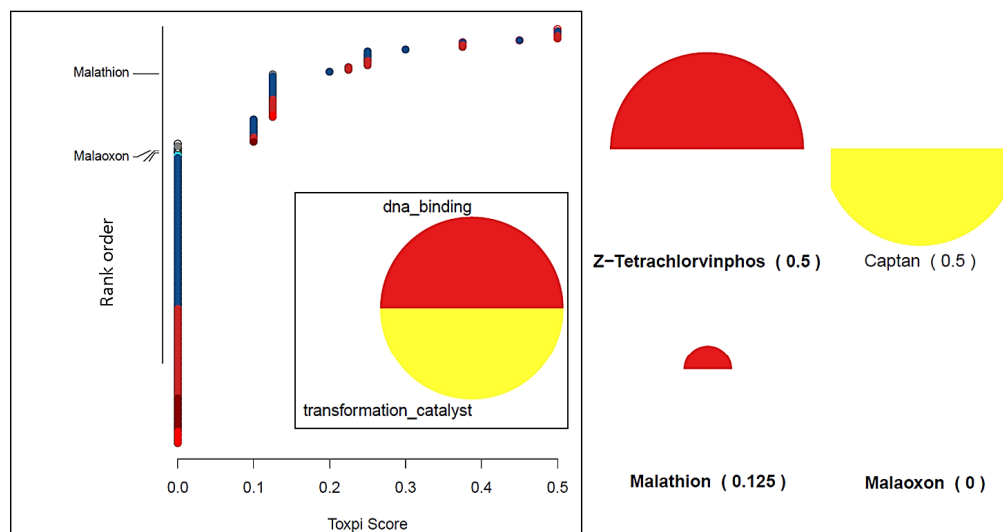 Malathion
Malaoxon
Rank order
dna_binding
transformation_catalyst
0.0 0.1 0.2 0.3 0.4 0.5
Toxpi Score
Z−Tetrachlorvinphos ( 0.5 )
Captan ( 0.5 )
Malathion ( 0.125 )
Malaoxon ( 0 )